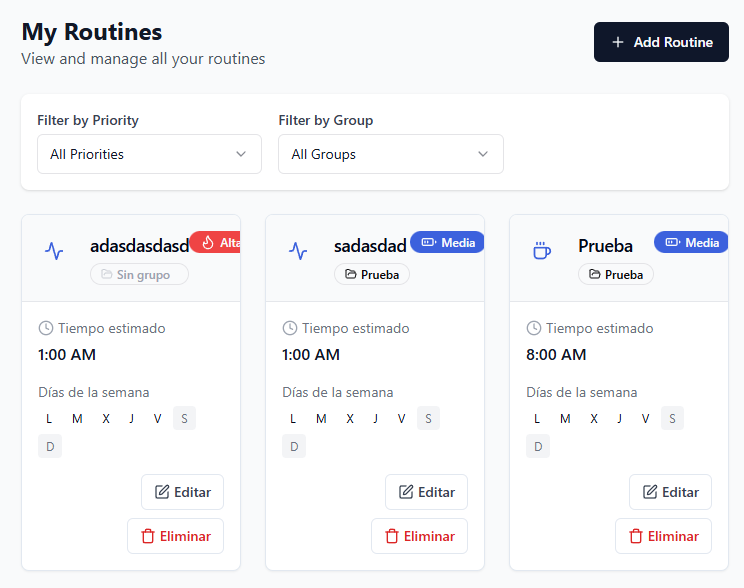 My Routines
View and manage all your routines
+ Add Routine
Filter by Priority
Filter by Group
All Priorities
All Groups
adasdasdasd
Alta
Sin grupo
Tiempo estimado
1:00 AM
Días de la semana
L M X J V S
D
Editar
Eliminar
sadasdad
Media
Prueba
Tiempo estimado
1:00 AM
Días de la semana
L M X J V S
D
Editar
Eliminar
Prueba
Media
Prueba
Tiempo estimado
8:00 AM
Días de la semana
L M X J V S
D
Editar
Eliminar